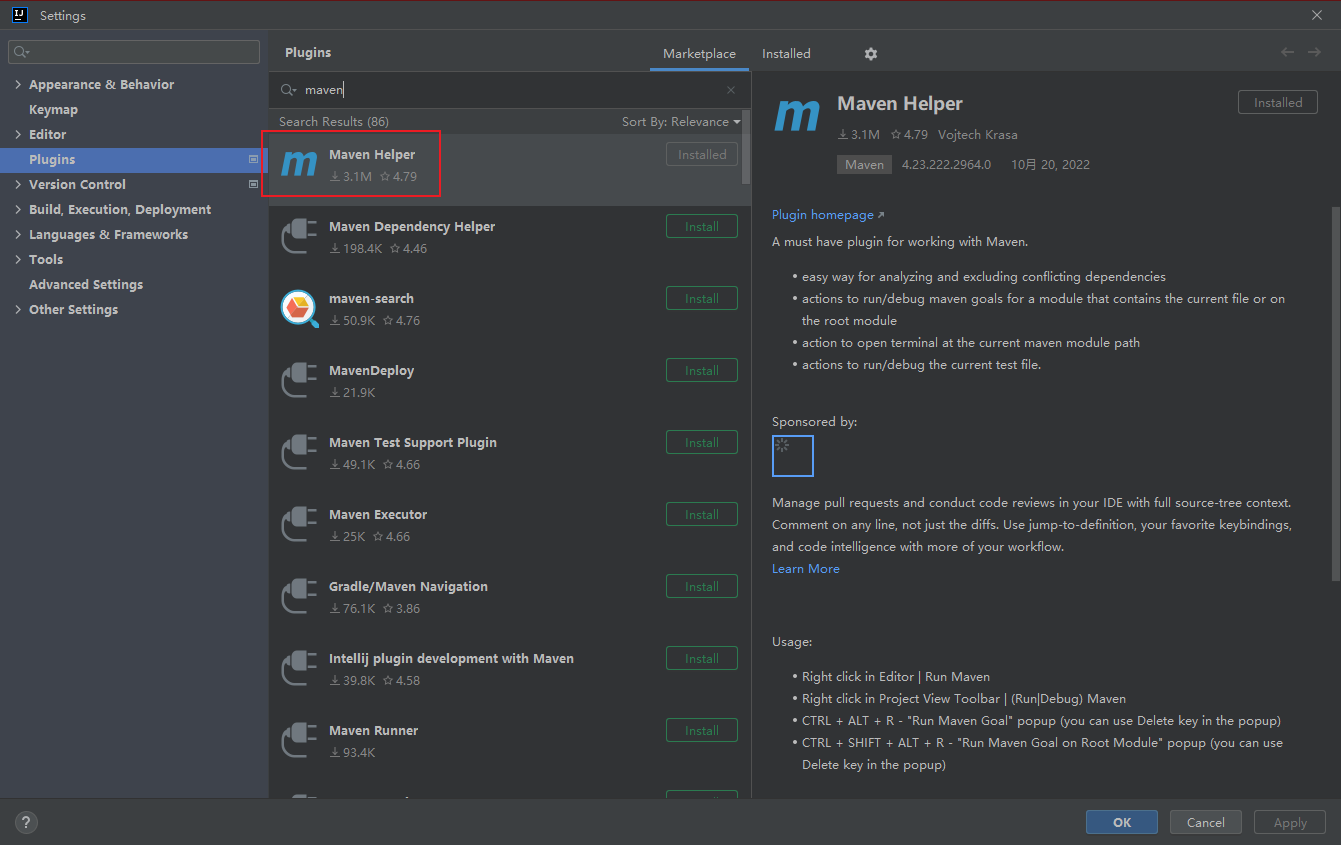 Settings
Appearance & Behavior
Keymap
Editor
Plugins
Version Control
Build, Execution, Deployment
Languages & Frameworks
Tools
Advanced Settings
Other Settings
?
Plugins
Marketplace
Installed
maven
Search Results (86)
Sort By: Relevance
Maven Helper
3.1M 4.79
Installed
Maven Dependency Helper
198.4K 4.46
Install
maven-search
50.9K 4.76
Install
MavenDeploy
21.9K
Install
Maven Test Support Plugin
49.1K 4.66
Install
Maven Executor
25K 4.66
Install
Gradle/Maven Navigation
76.1K 3.86
Install
Intellij plugin development with Maven
39.8K 4.58
Install
Maven Runner
93.4K
Install
m Maven Helper
Installed
3.1M 4.79 Vojtech Krasa
Maven 4.23.222.2964.0 10月 20, 2022
Plugin homepage
A must have plugin for working with Maven.
• easy way for analyzing and excluding conflicting dependencies
• actions to run/debug maven goals for a module that contains the current file or on
the root module
• action to open terminal at the current maven module path
• actions to run/debug the current test file.
Sponsored by:
Manage pull requests and conduct code reviews in your IDE with full source-tree context.
Comment on any line, not just the diffs. Use jump-to-definition, your favorite keybindings,
and code intelligence with more of your workflow.
Learn More
Usage:
• Right click in Editor | Run Maven
• Right click in Project View Toolbar | (Run|Debug) Maven
• CTRL + ALT + R - "Run Maven Goal" popup (you can use Delete key in the popup)
• CTRL + SHIFT + ALT + R - "Run Maven Goal on Root Module" popup (you can use
Delete key in the popup)
OK
Cancel
Apply